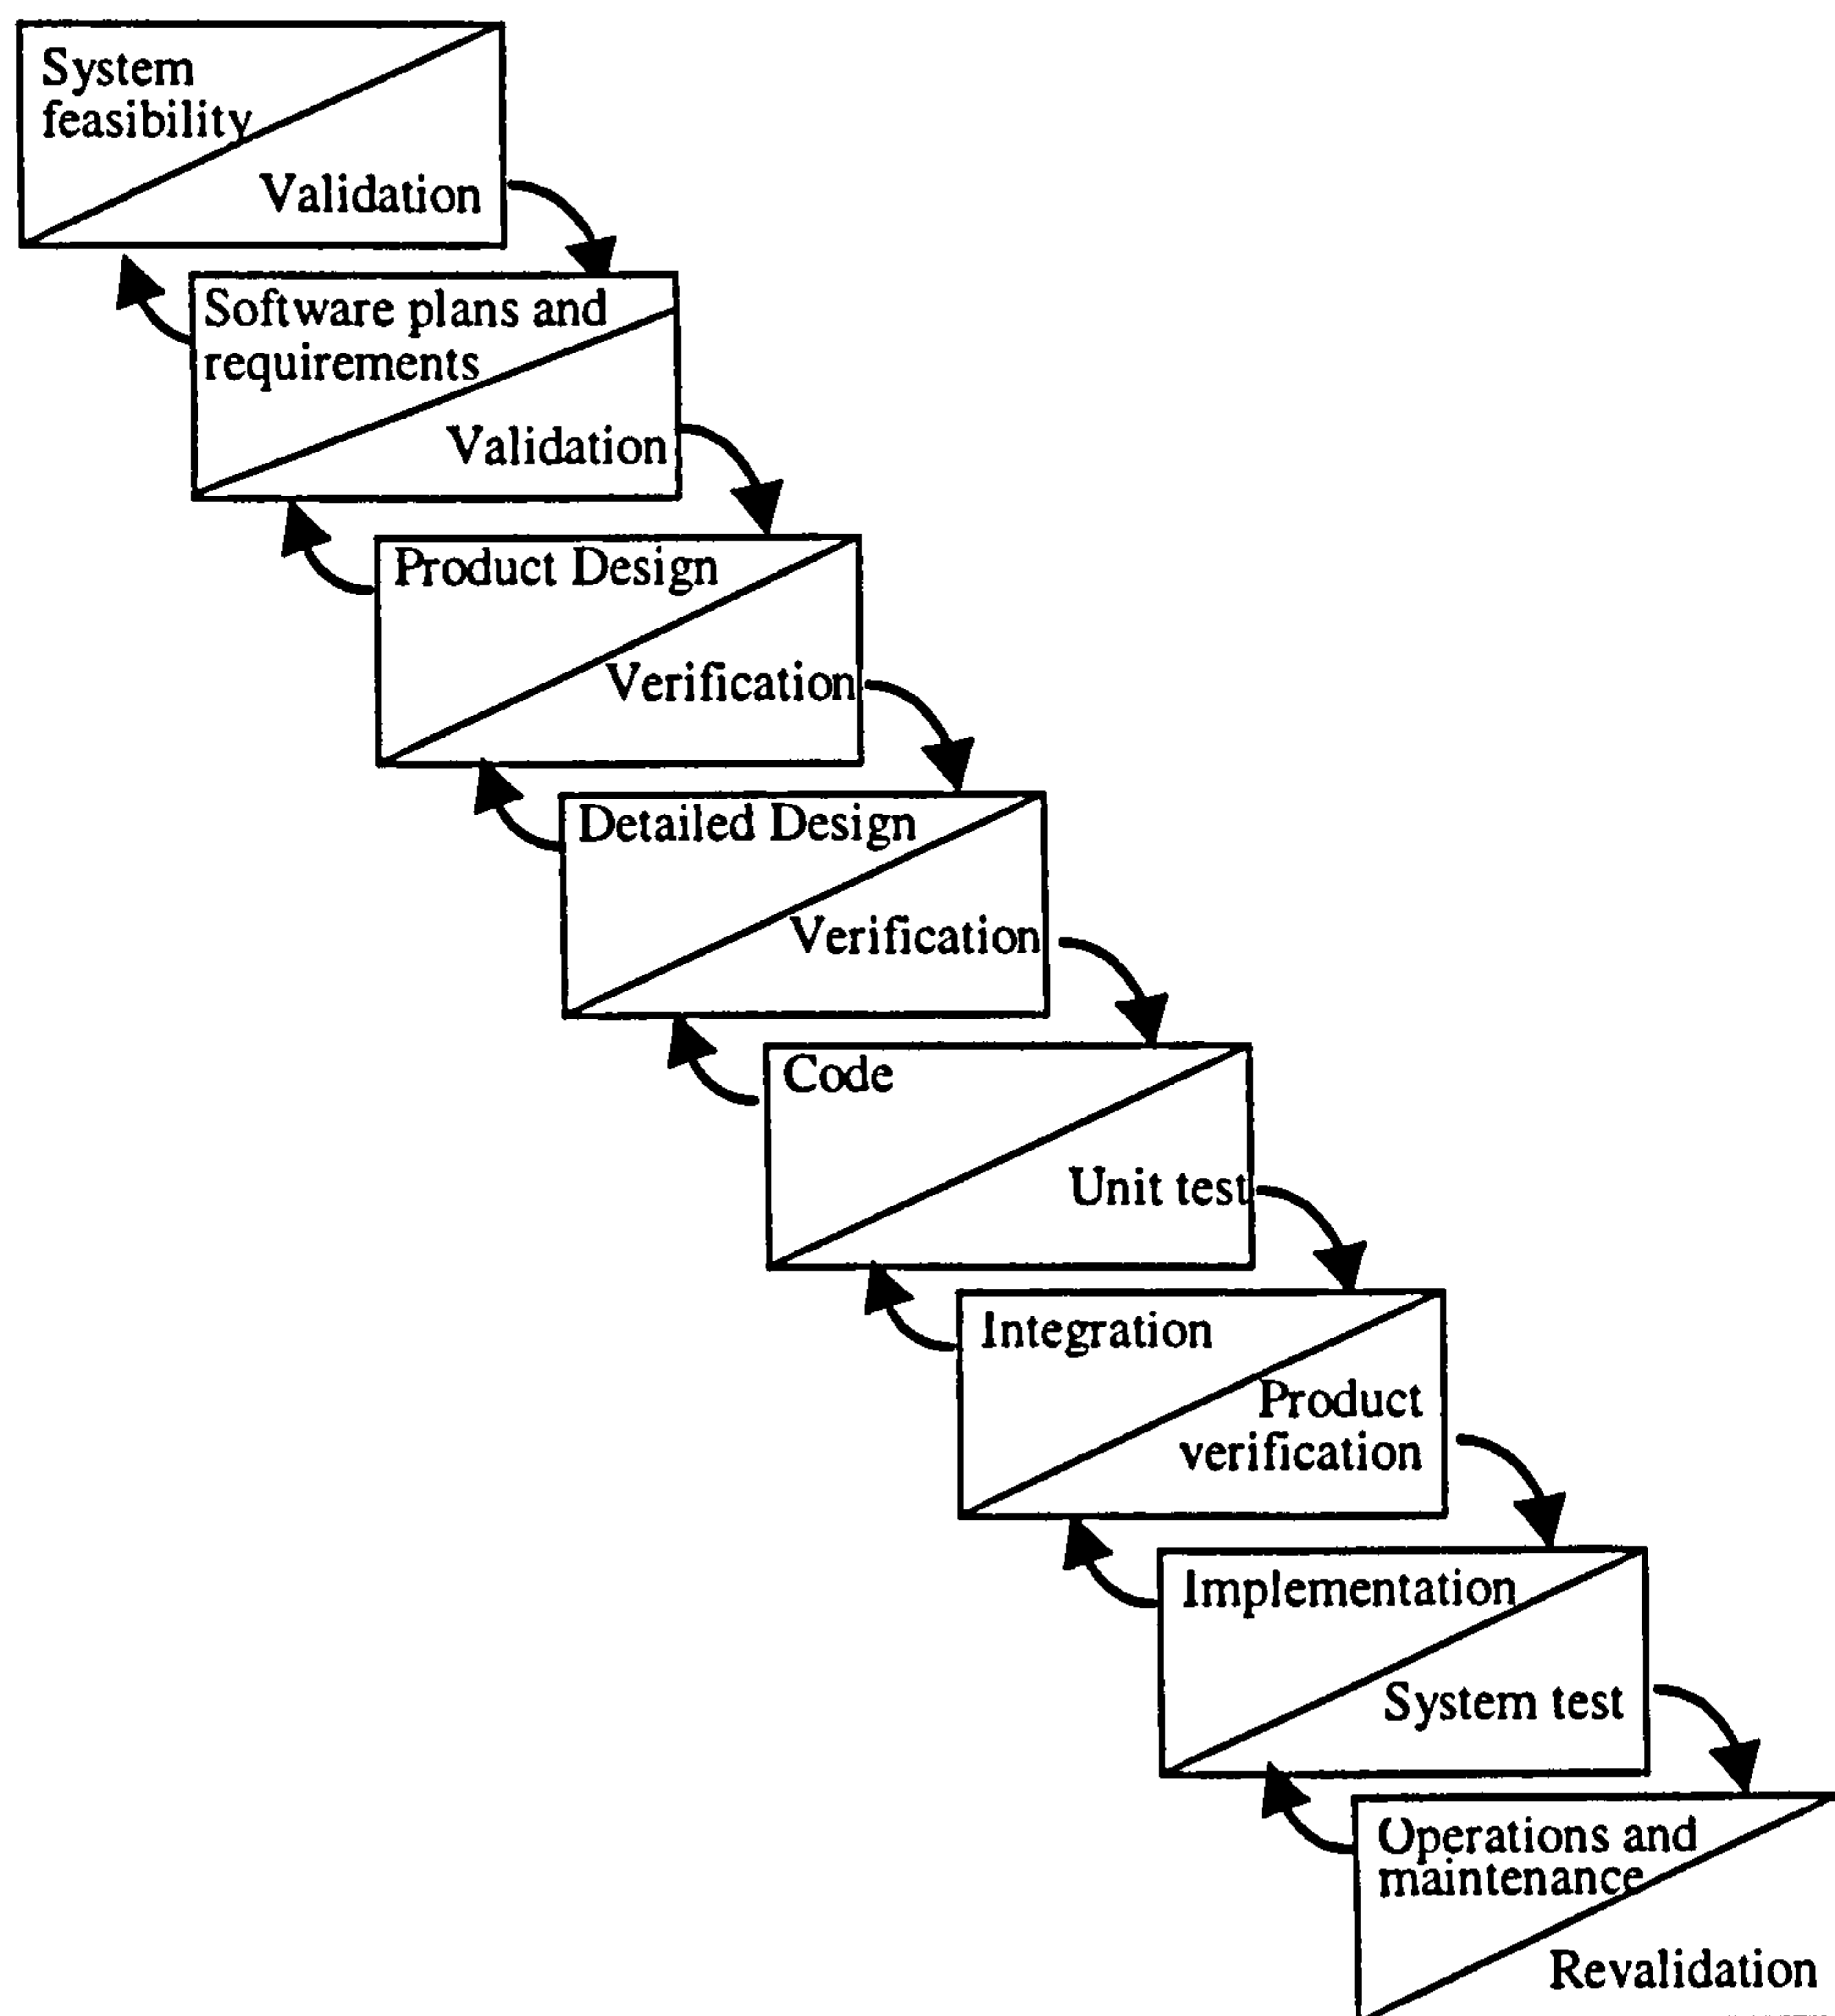 System
feasibility
Validation
Software plans and
requirements
Validation
Product Design
Verification
Detailed Design
Verification
Code
Unit test
Integration
Product
verification
Implementation
System test
Operations and
maintenance
Revalidation